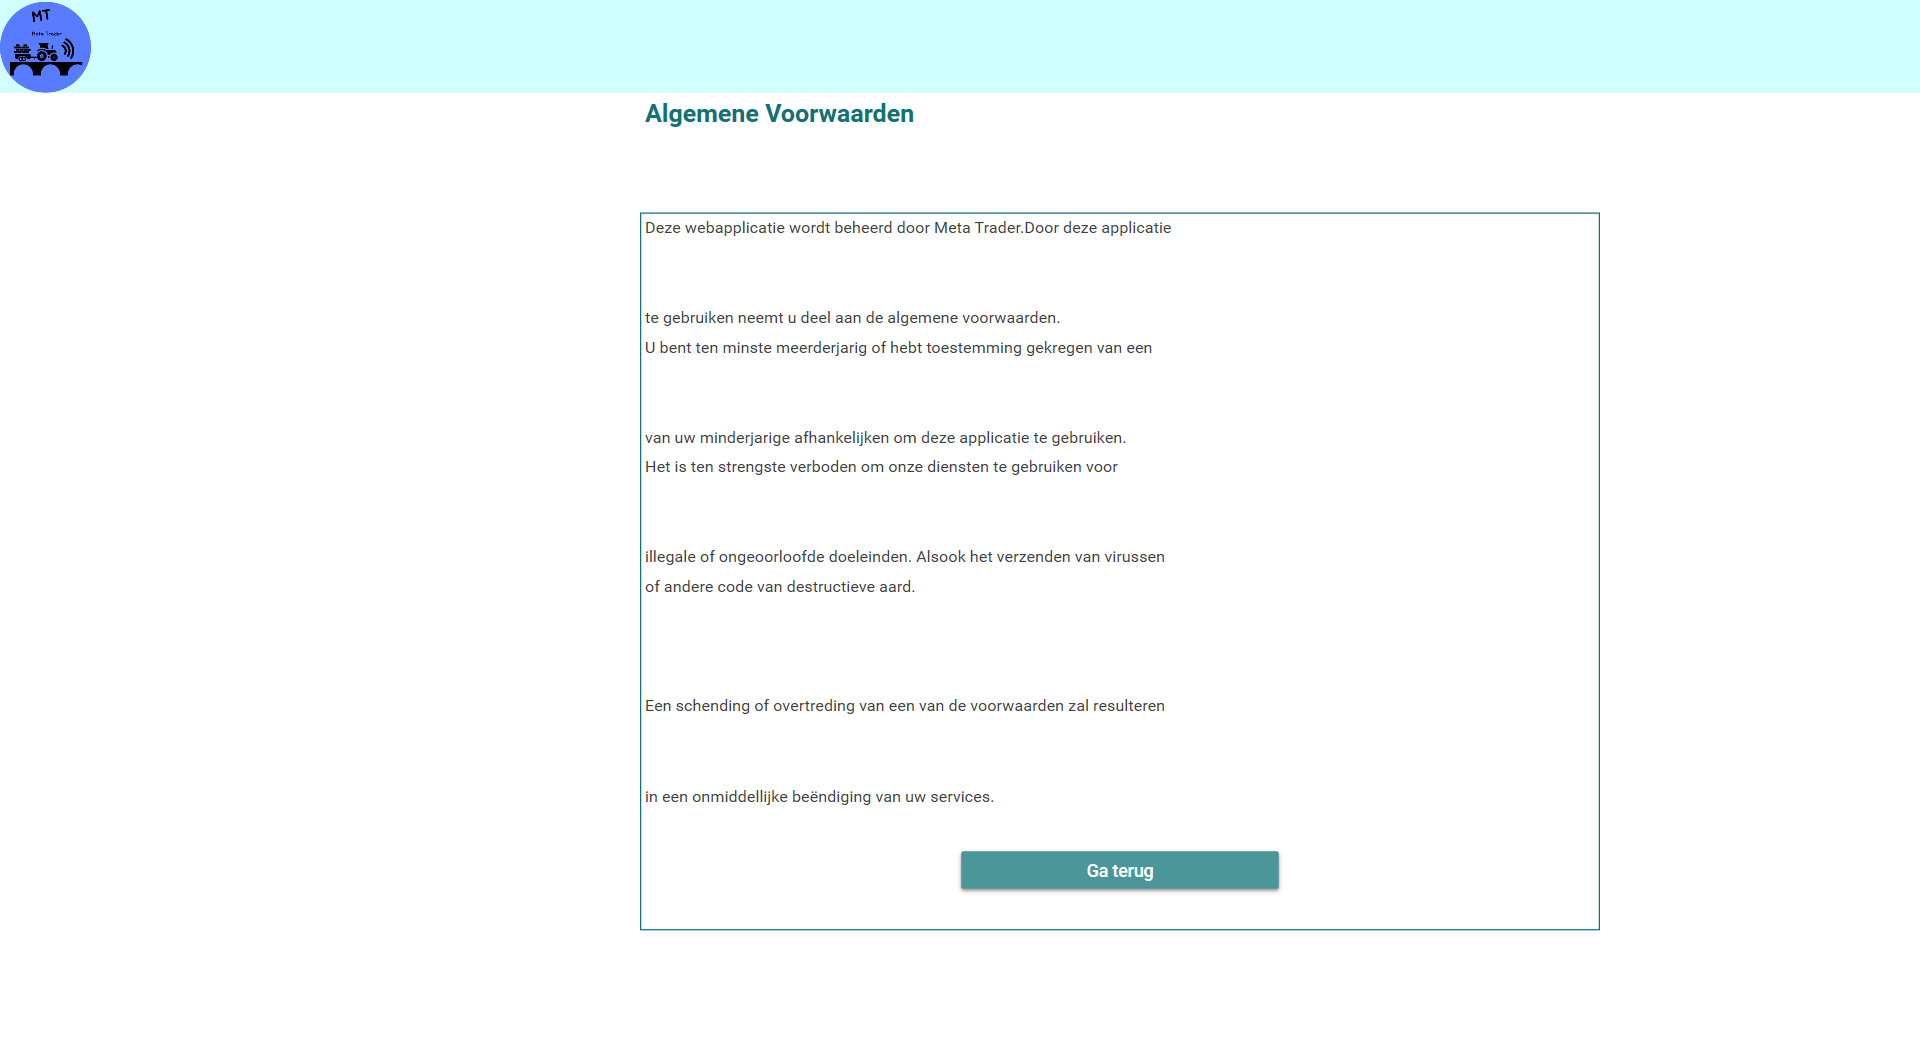 MT
Meta Trader
Algemene Voorwaarden
Deze webapplicatie wordt beheerd door Meta Trader.Door deze applicatie
te gebruiken neemt u deel aan de algemene voorwaarden.
U bent ten minste meerderjarig of hebt toestemming gekregen van een
van uw minderjarige afhankelijken om deze applicatie te gebruiken.
Het is ten strengste verboden om onze diensten te gebruiken voor
illegale of ongeoorloofde doeleinden. Alsook het verzenden van virussen
of andere code van destructieve aard.
Een schending of overtreding van een van de voorwaarden zal resulteren
in een onmiddellijke beëndiging van uw services.
Ga terug